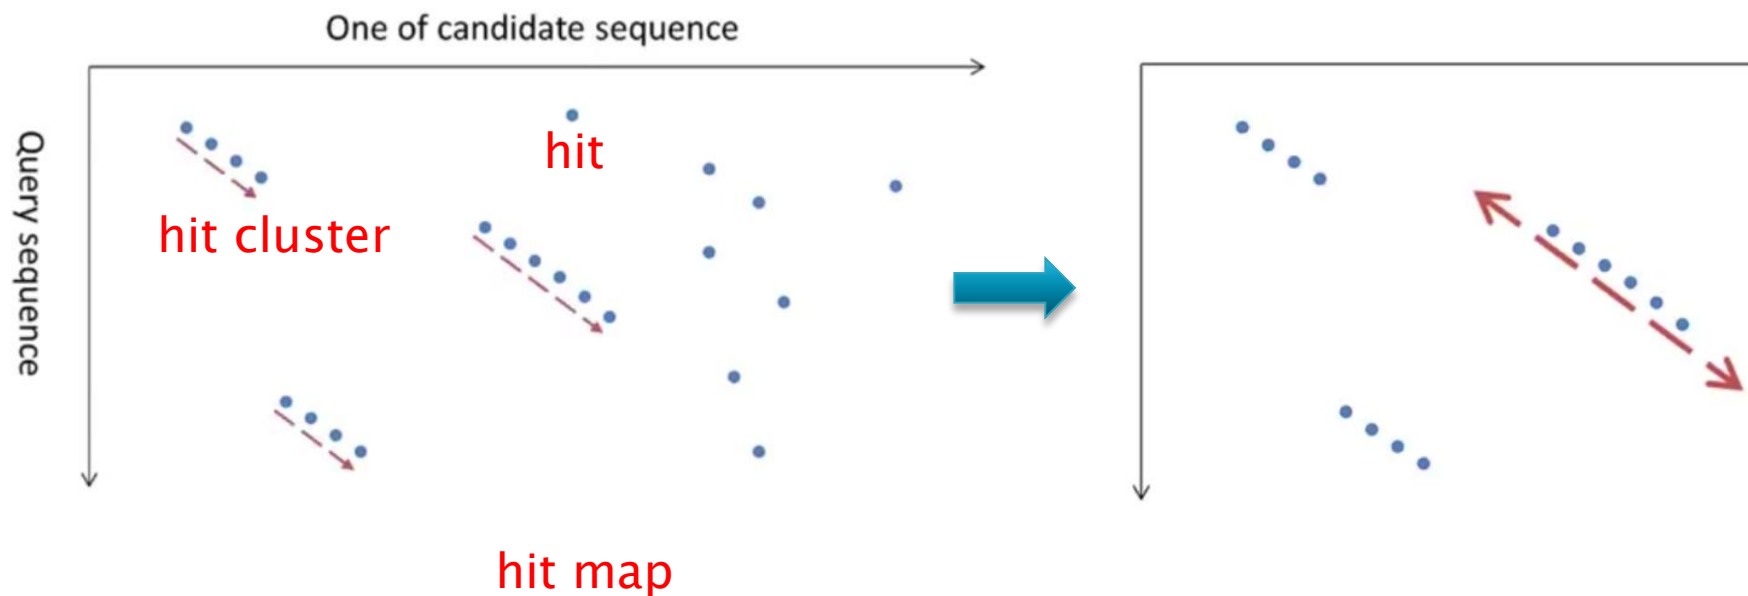 One of candidate sequence
Query sequence
hit
hit cluster
hit map